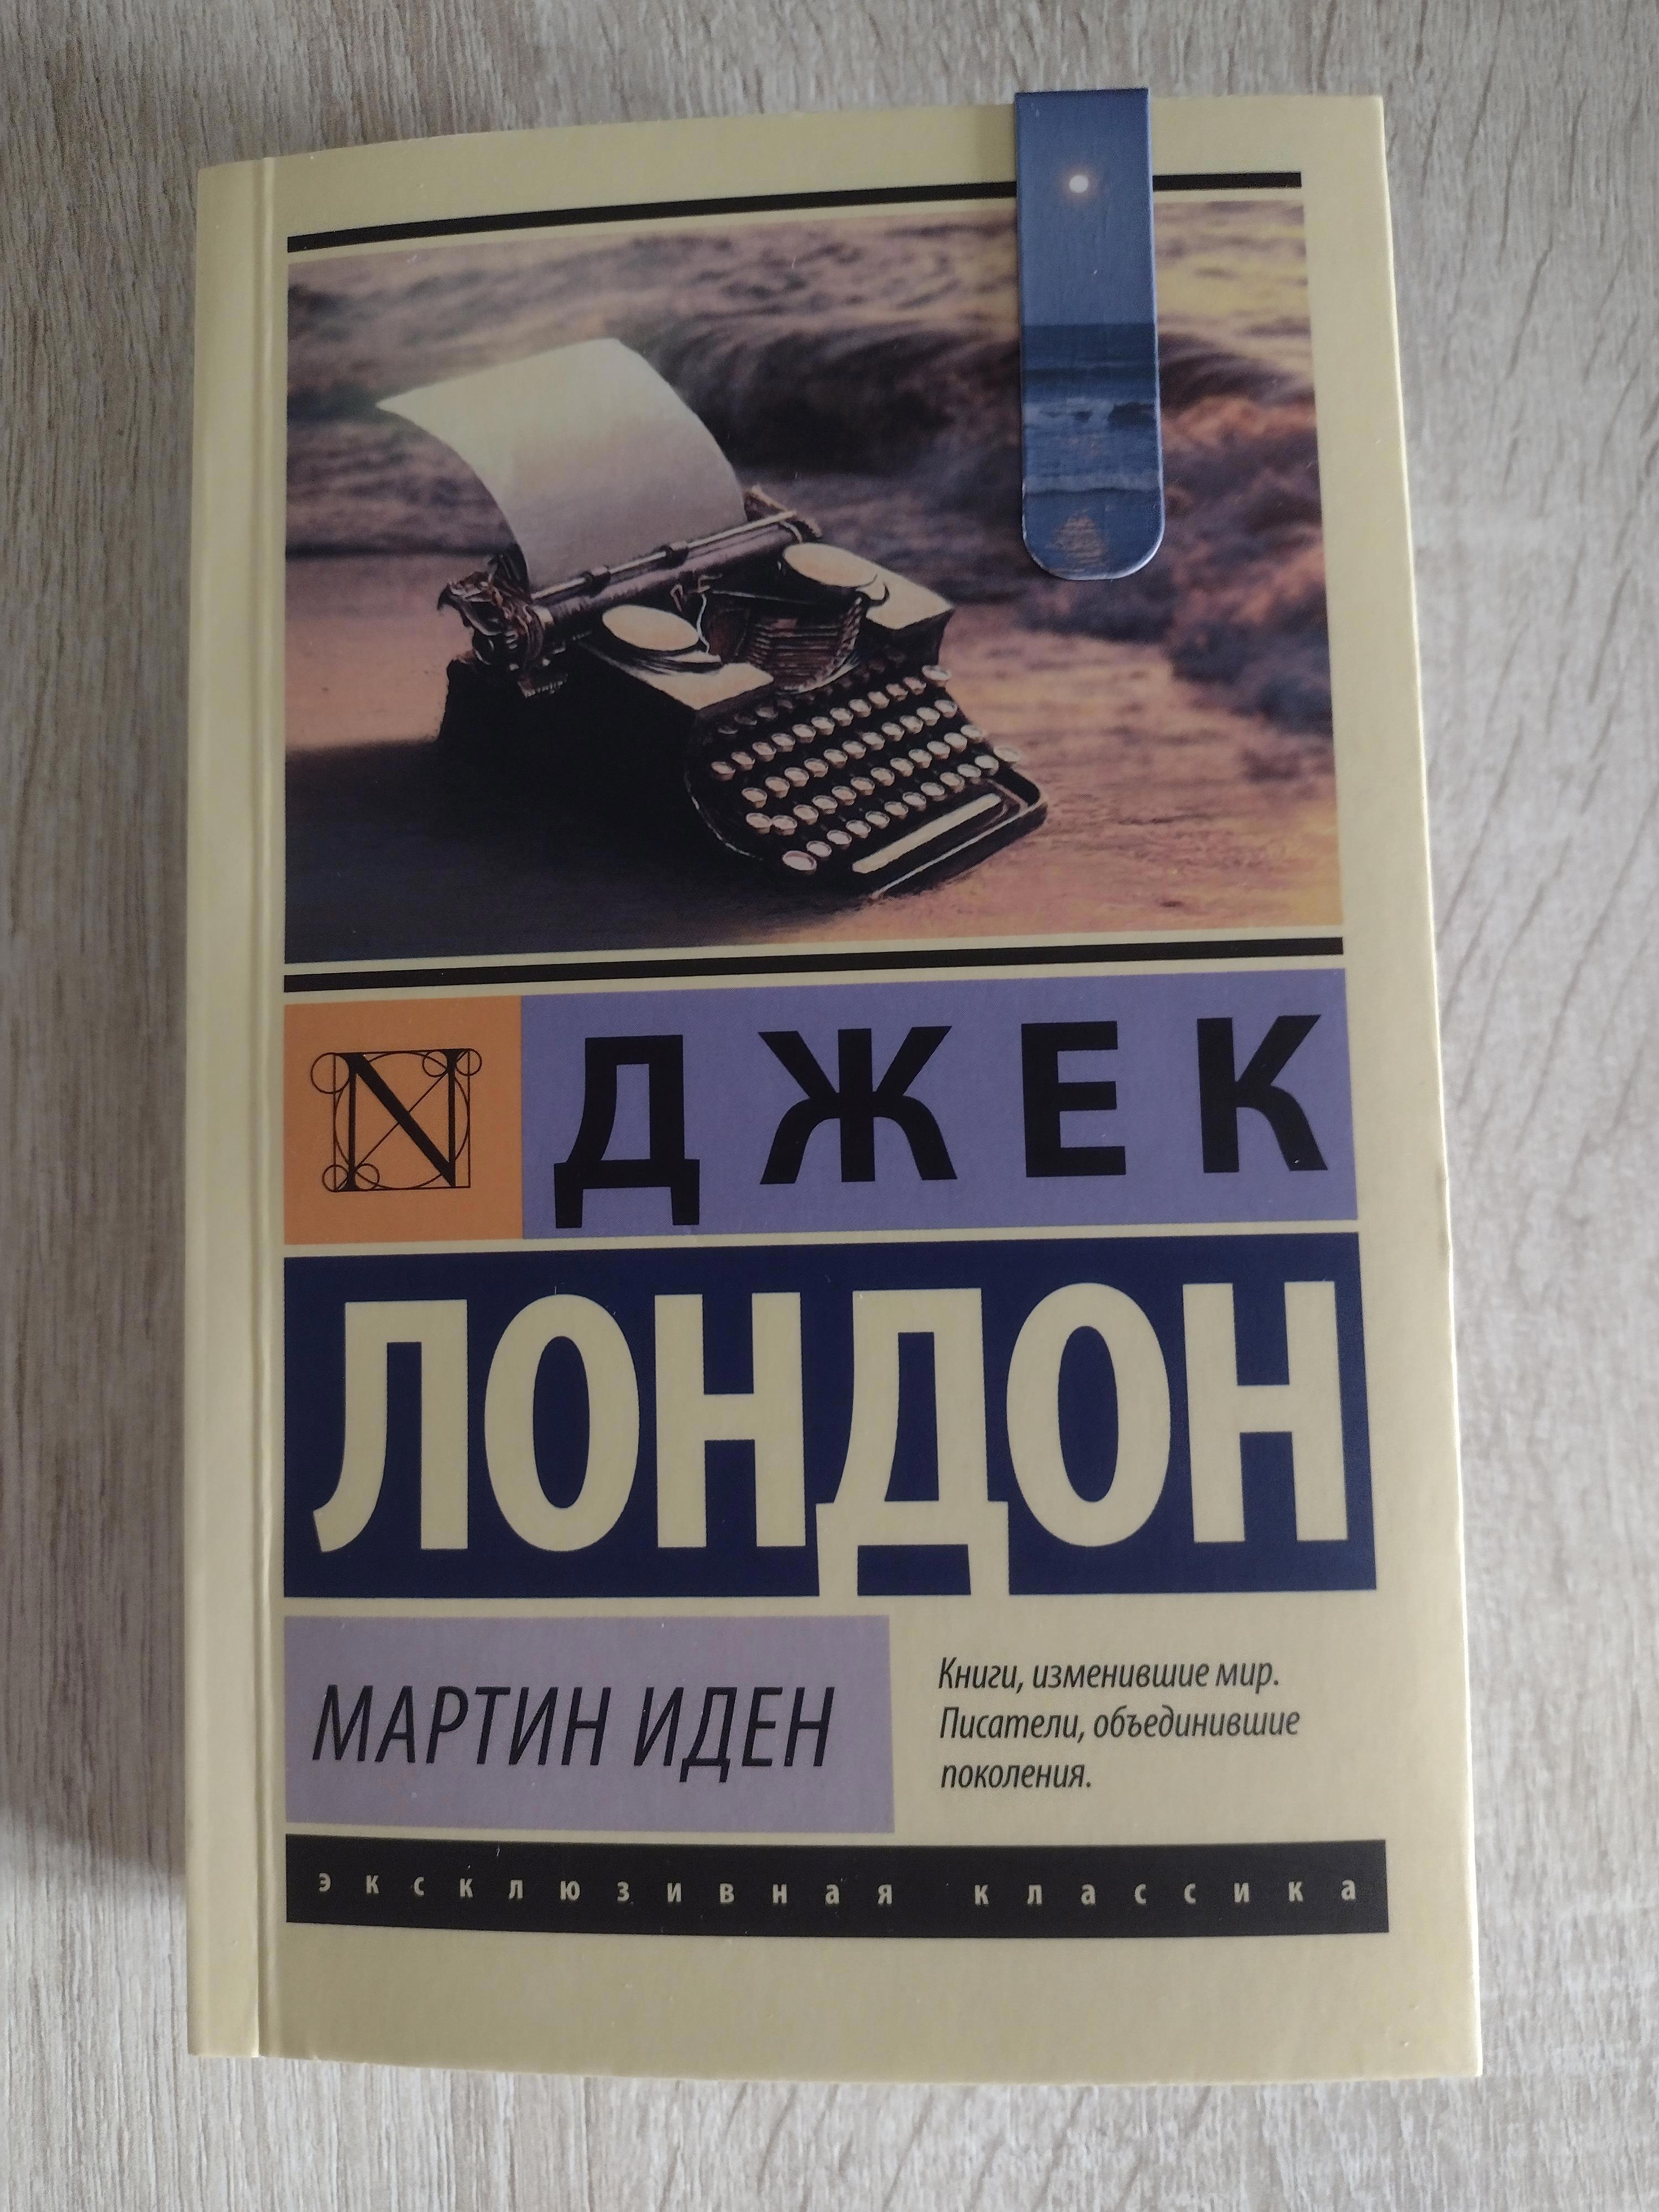 N ДЖЕК
ЛОНДОН
МАРТИН ИДЕН
Книги, изменившие мир.
Писатели, объединившие
поколения.
эксклюзивная классика